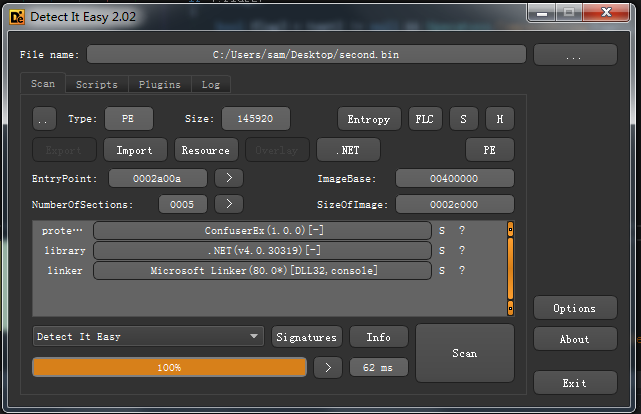 Detect It Easy 2.02
File name: C:/Users/sam/Desktop/second.bin ...
Scan Scripts Plugins Log
.. Type: PE Size: 145920 Entropy FLC S H
Export Import Resource Overlay .NET PE
EntryPoint: 0002a00a > ImageBase: 00400000
NumberOfSections: 0005 > SizeOfImage: 0002c000
prote… ConfuserEx(1.0.0)[-] S ?
library .NET(v4.0.30319)[-] S ?
linker Microsoft Linker(80.0*)[DLL32,console] S ?
Options
Detect It Easy Signatures Info Scan About
100% > 62 ms
Exit